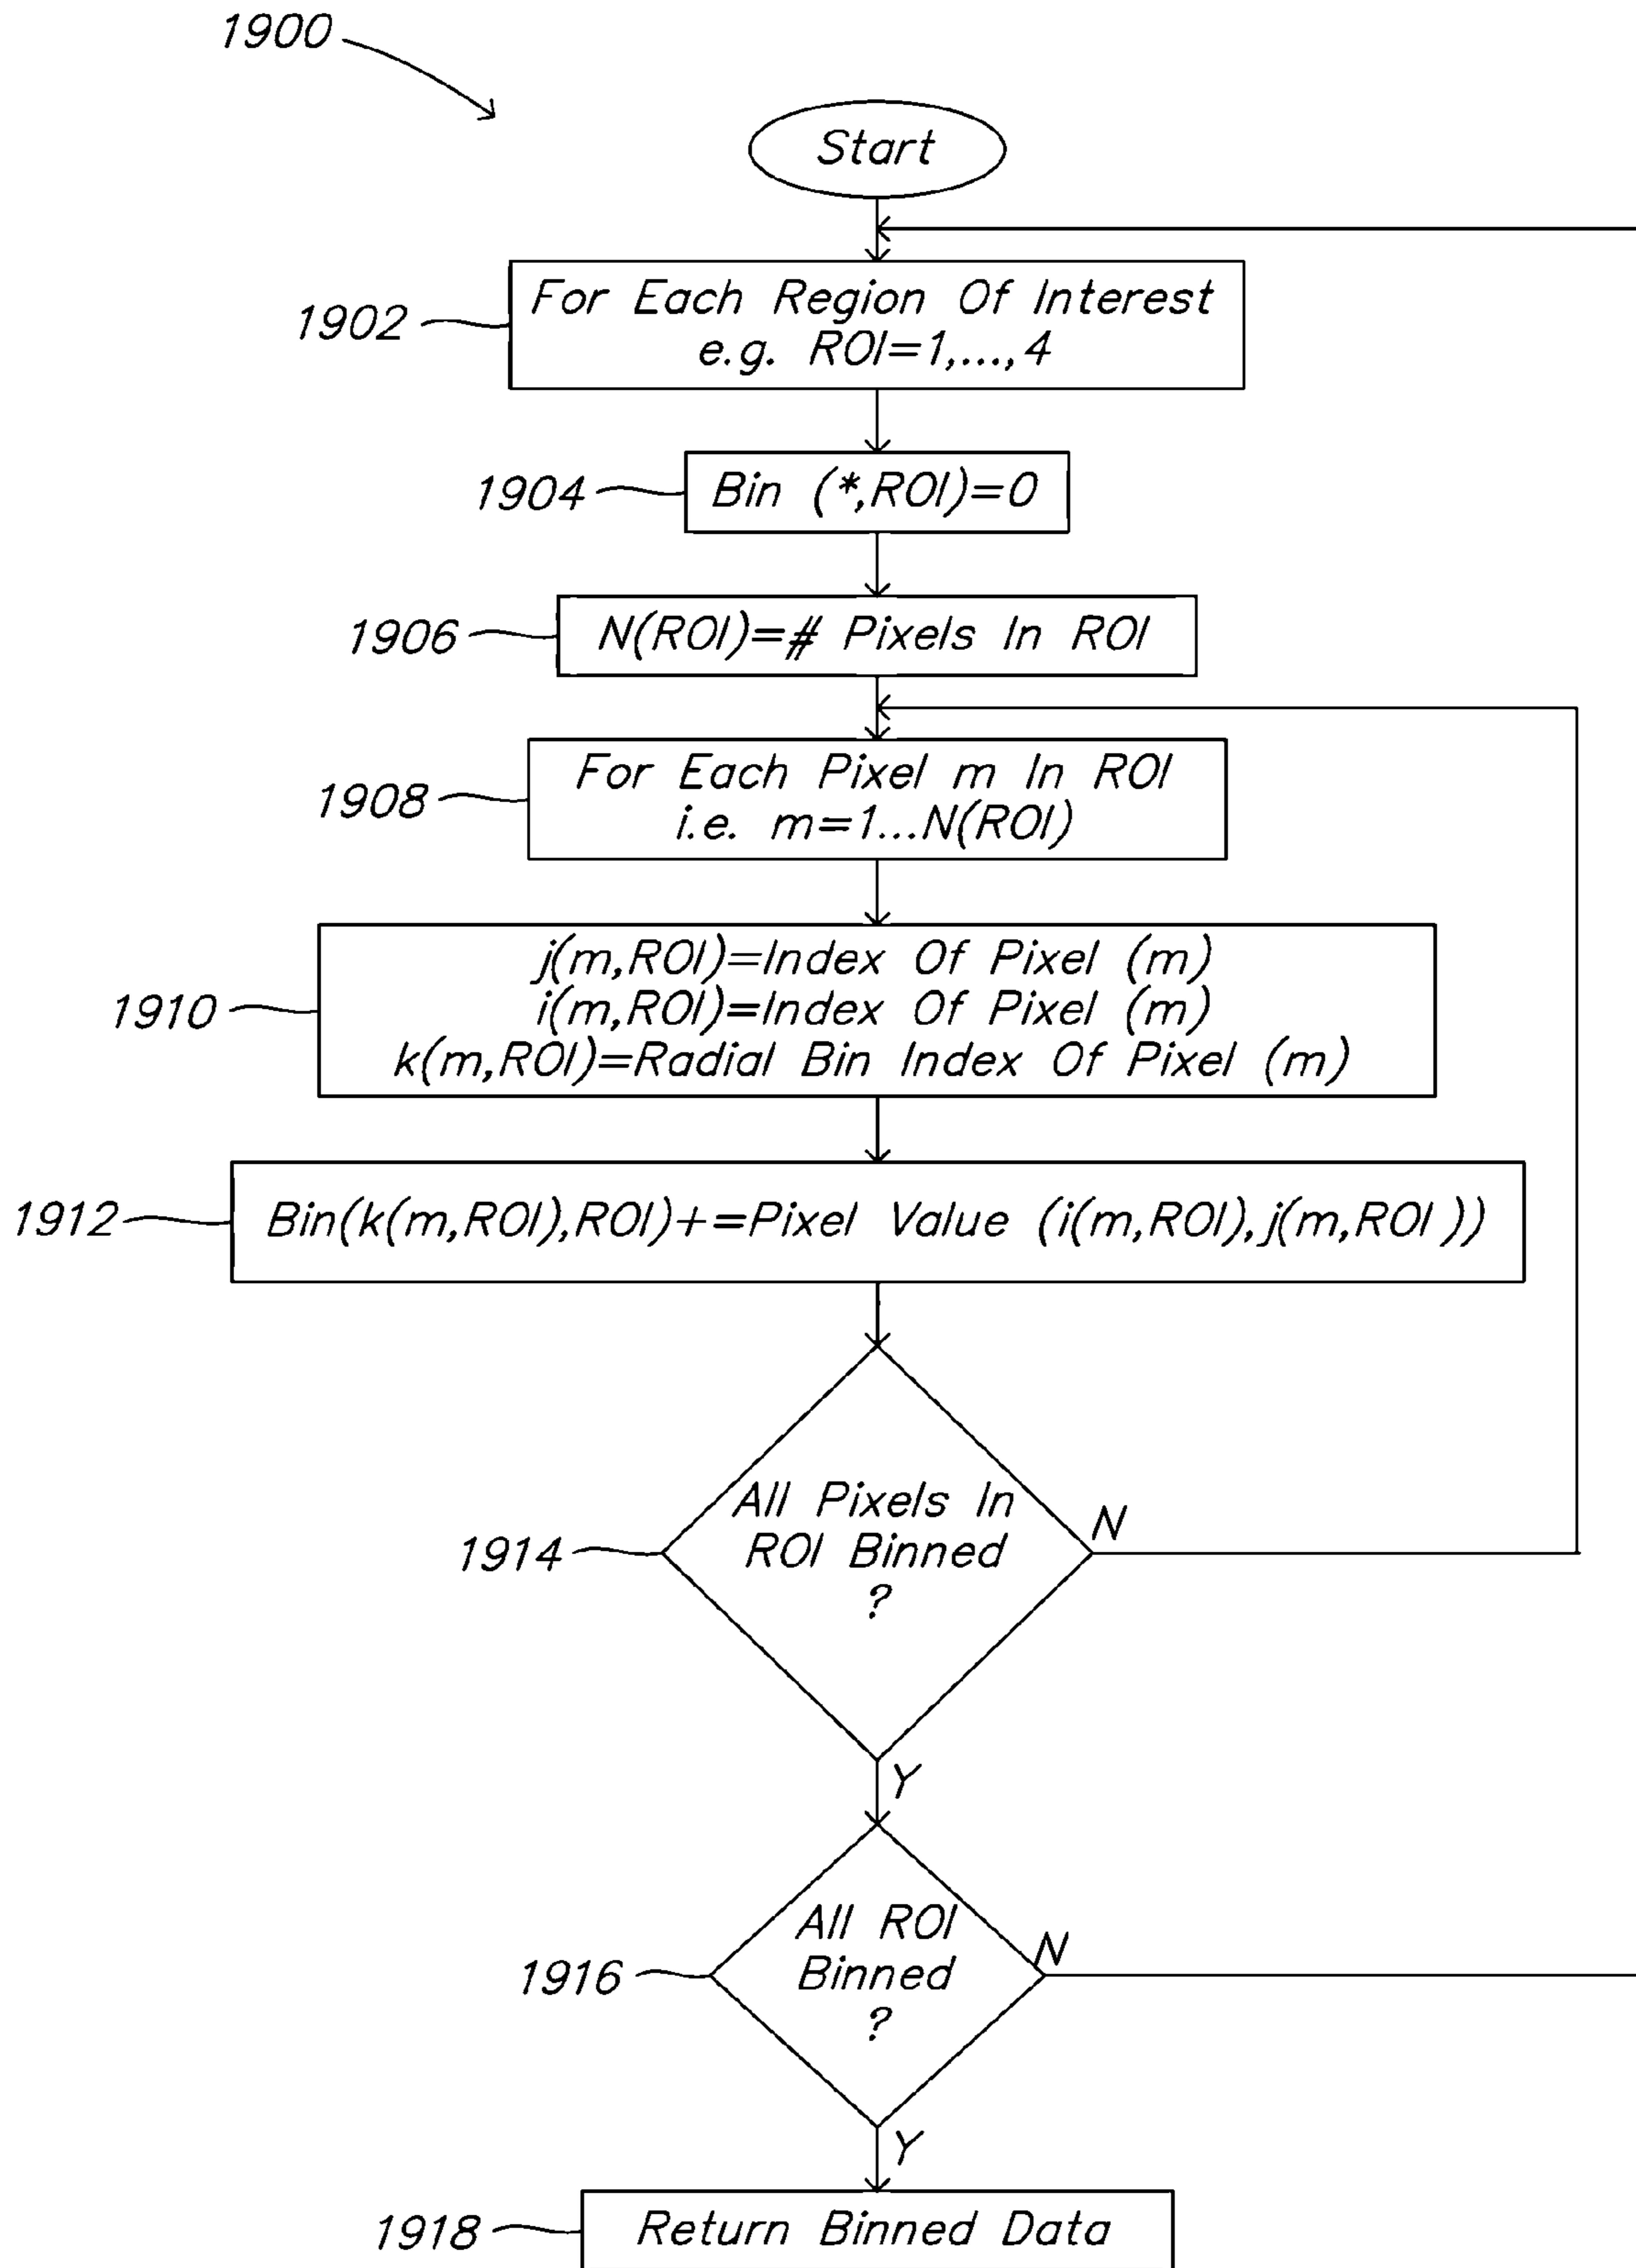 1900
Start
1902
For Each Region Of Interest
e.g. ROI=1,...,4
1904
Bin (*,ROI)=0
1906
N(ROI)=# Pixels In ROI
1908
For Each Pixel m In ROI
i.e. m=1...N(ROI)
1910
j(m,ROI)=Index Of Pixel (m)
i(m,ROI)=Index Of Pixel (m)
k(m,ROI)=Radial Bin Index Of Pixel (m)
1912
Bin(k(m,ROI),ROI)+=Pixel Value (i(m,ROI),j(m,ROI))
1914
All Pixels In
ROI Binned
?
N
Y
1916
All ROI
Binned
?
N
Y
1918
Return Binned Data